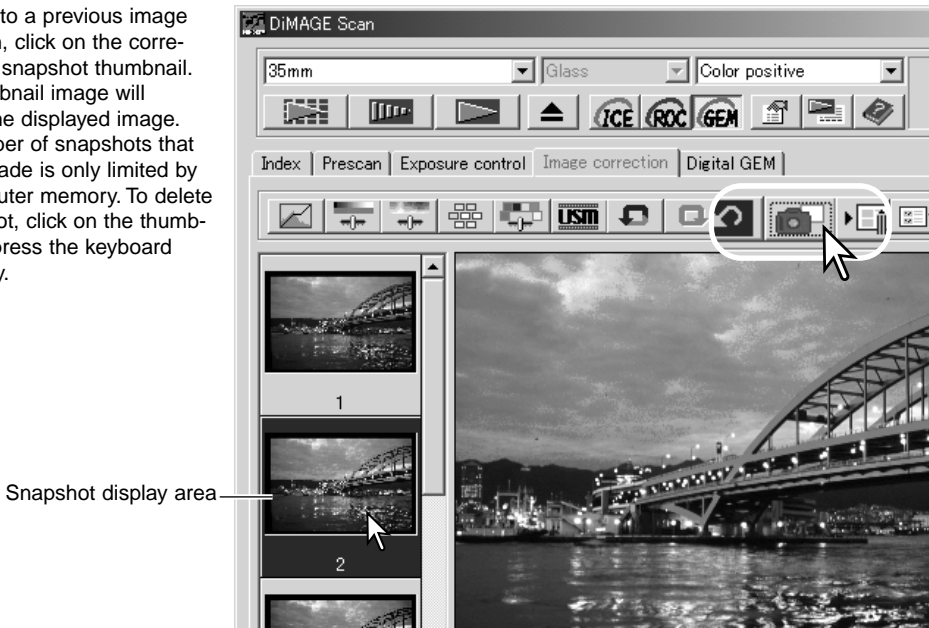 to a previous image
, click on the corre-
snapshot thumbnail.
bnail image will
he displayed image.
ber of snapshots that
ade is only limited by
uter memory. To delete
ot, click on the thumb-
press the keyboard
y.
Snapshot display area
DiMAGE Scan
35mm
Glass
Color positive
ICE
ROC
GEM
Index
Prescan
Exposure control
Image correction
Digital GEM
USM
1
2